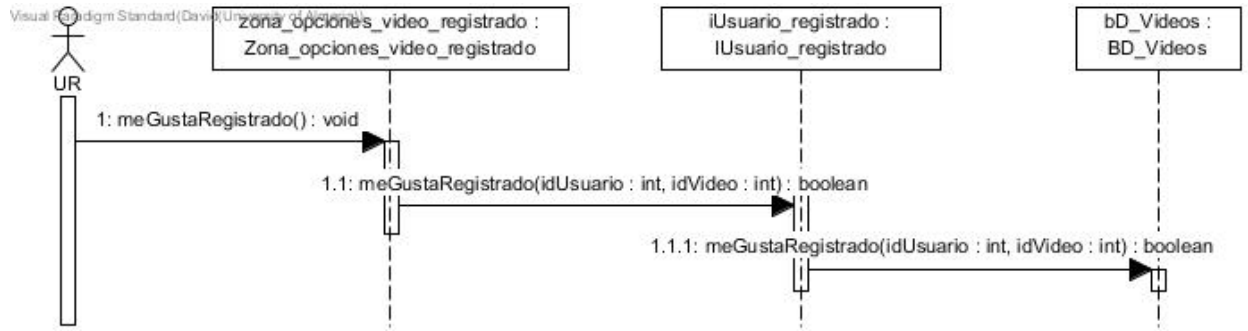 Visual Paradigm Standard(David(University of Almeria))
zona_opciones_video_registrado :
Zona_opciones_video_registrado
iUsuario_registrado :
IUsuario_registrado
bD_Videos :
BD_Videos
UR
1: meGustaRegistrado() : void
1.1: meGustaRegistrado(idUsuario : int, idVideo : int) : boolean
1.1.1: meGustaRegistrado(idUsuario : int, idVideo : int) : boolean